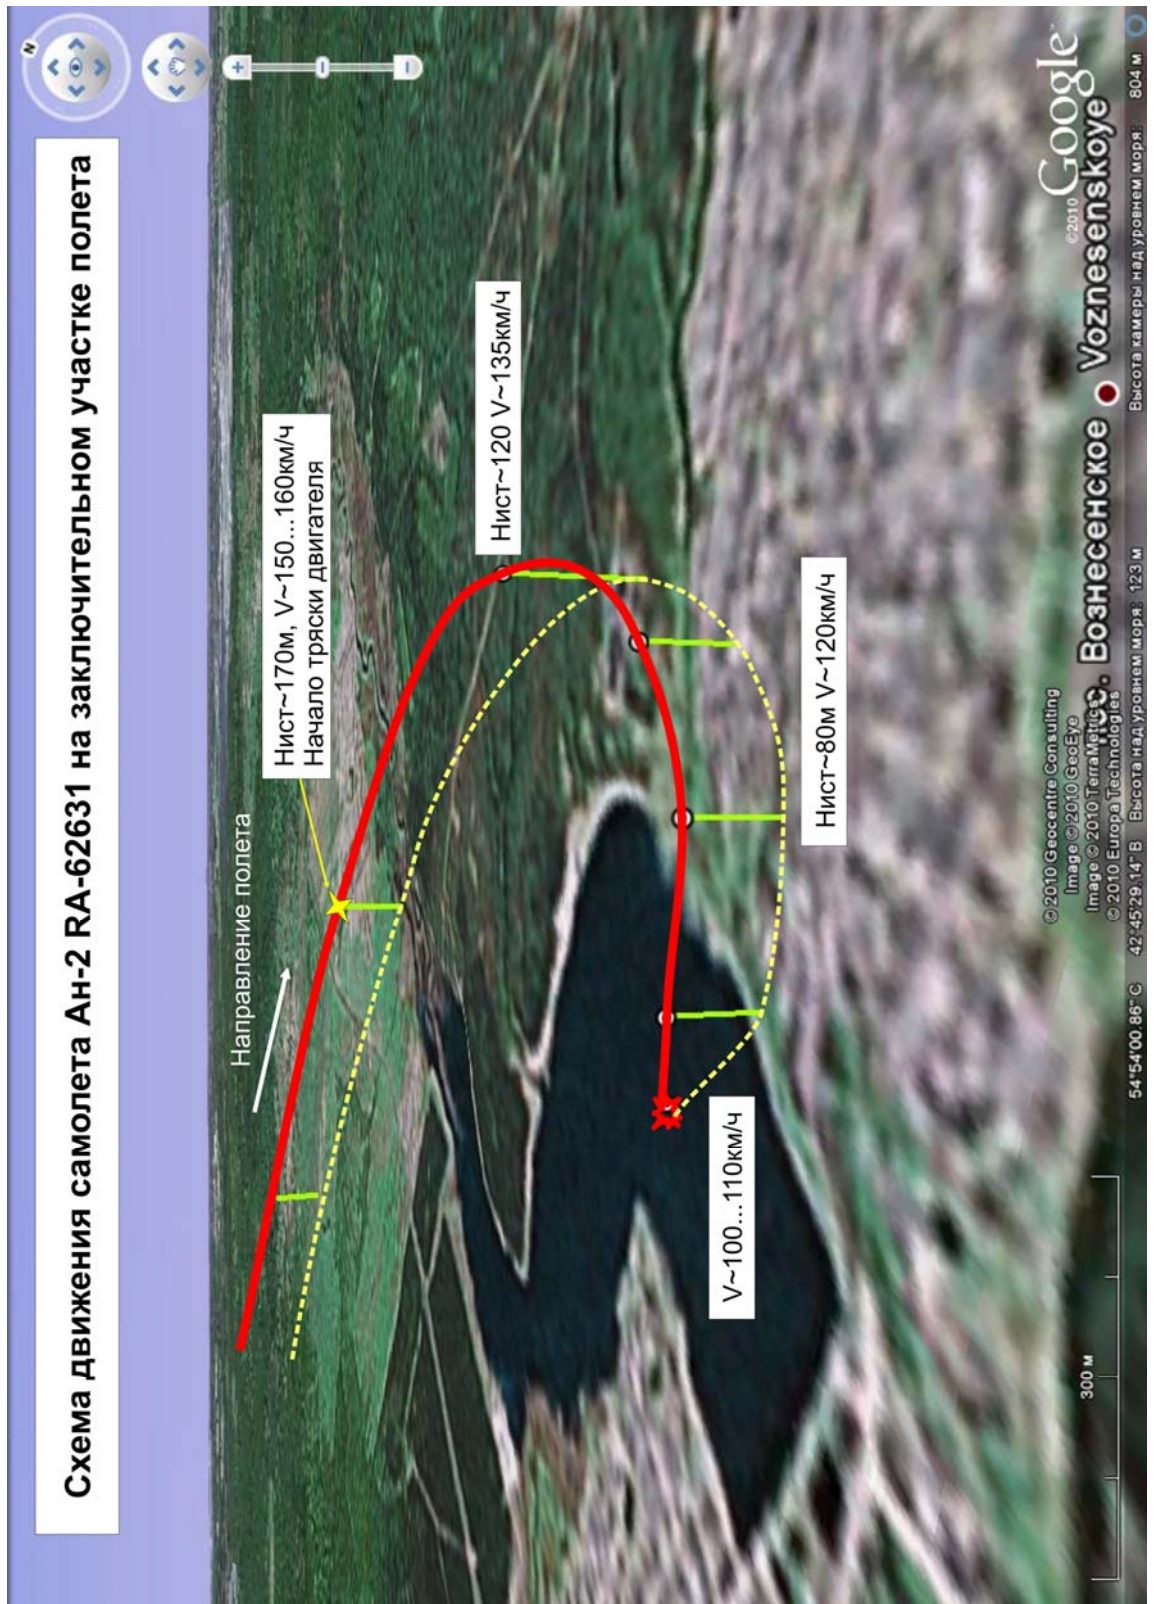 Схема движения самолета Ан-2 RA-62631 на заключительном участке полета
N
Направление полета
Нист~170м, V~150...160км/ч
Начало тряски двигателя
Нист~120 V~135км/ч
Нист~80м V~120км/ч
V~100...110км/ч
300 м
© 2010 Geocentre Consulting
Image © 2010 GeoEye
Image © 2010 TerraMetrics
© 2010 Europa Technologies
пос. Вознесенское Voznesenskoye
©2010 Google
54°54'00.86" С 42°45'29.14" В Высота над уровнем моря: 123 м Высота камеры над уровнем моря: 804 м